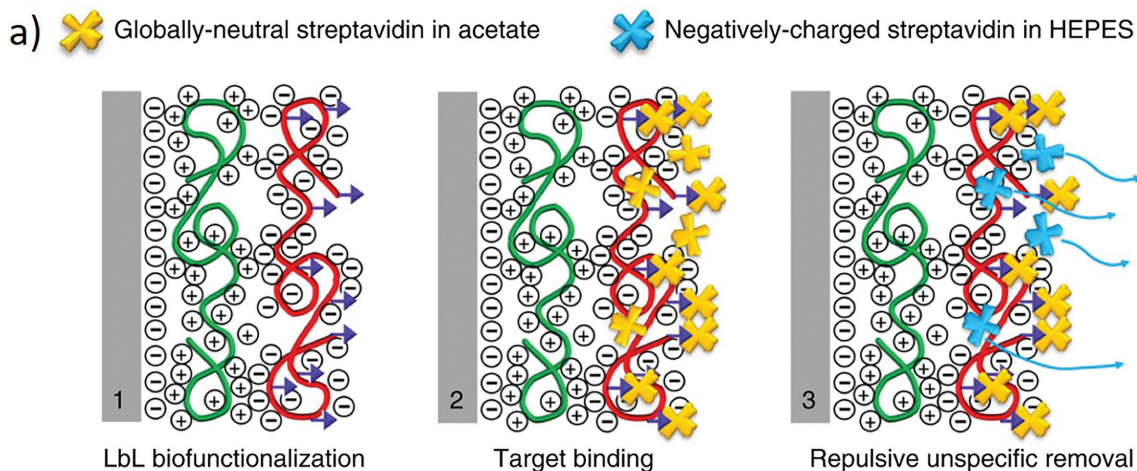 a)
Globally-neutral streptavidin in acetate
Negatively-charged streptavidin in HEPES
1
2
3
LbL biofunctionalization
Target binding
Repulsive unspecific removal